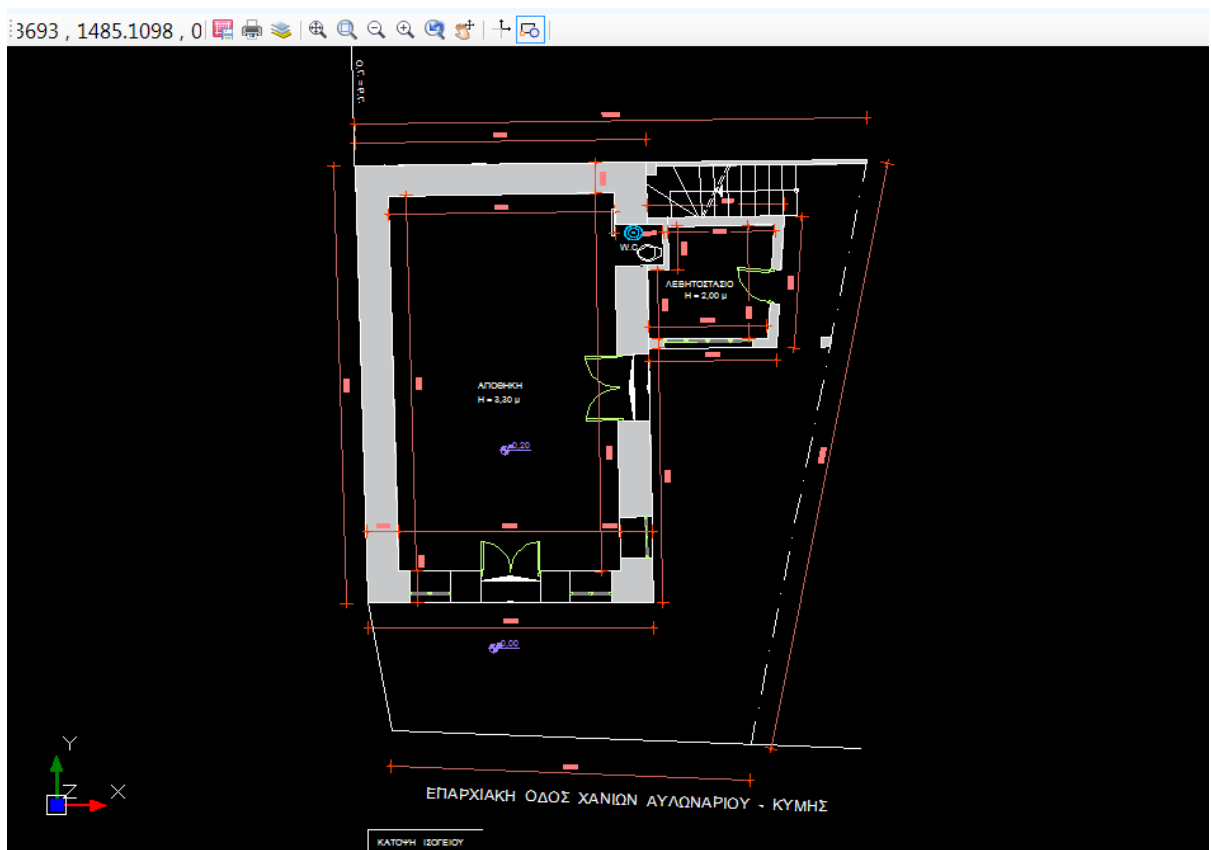 3693 , 1485.1098 , 0
W.C.
ΛΕΒΗΤΟΣΤΑΣΙΟ
H = 2,00 μ
ΑΠΟΘΗΚΗ
H = 3,30 μ
0,20
0,00
Y
Z X
ΕΠΑΡΧΙΑΚΗ ΟΔΟΣ ΧΑΝΙΩΝ ΑΥΛΩΝΑΡΙΟΥ - ΚΥΜΗΣ
ΚΑΤΟΨΗ ΙΣΟΓΕΙΟΥ